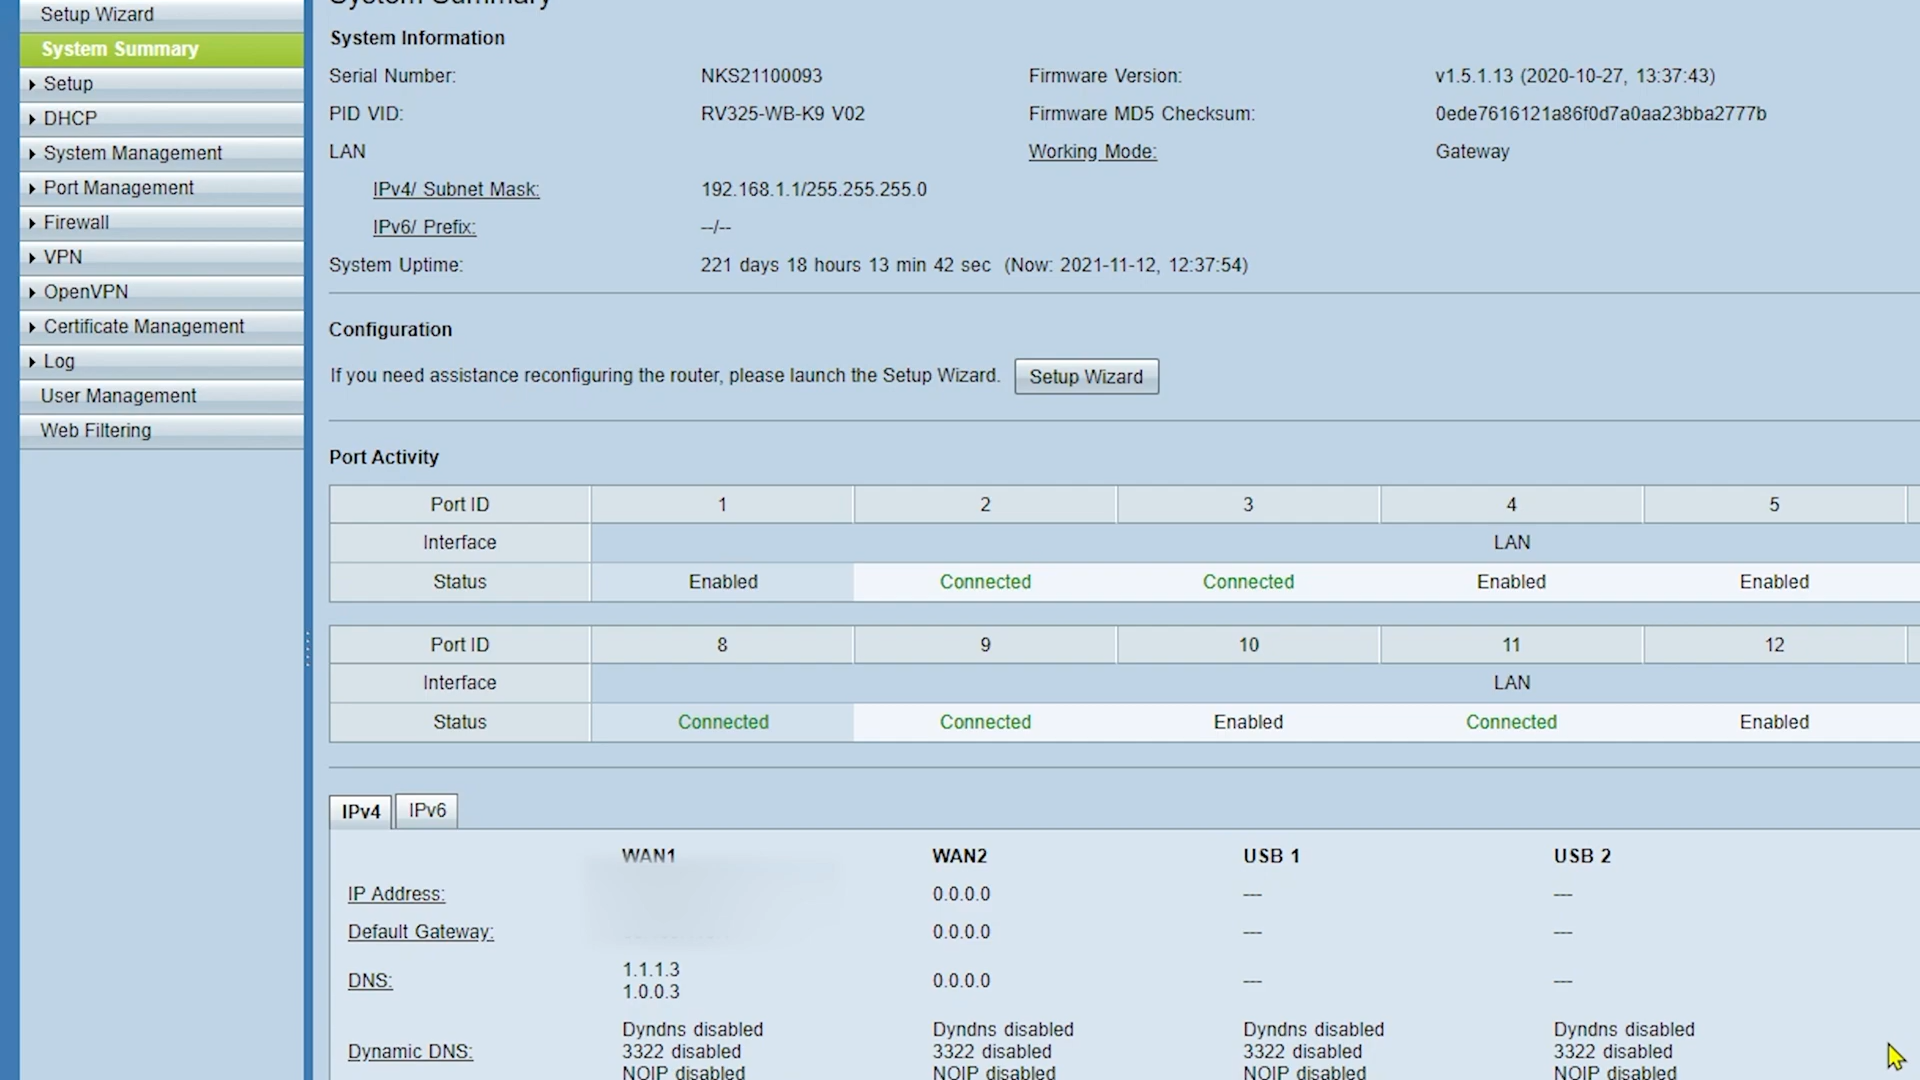 System Summary
Setup Wizard
System Summary
Setup
DHCP
System Management
Port Management
Firewall
VPN
OpenVPN
Certificate Management
Log
User Management
Web Filtering
System Information
Serial Number: NKS21100093 Firmware Version: v1.5.1.13 (2020-10-27, 13:37:43)
PID VID: RV325-WB-K9 V02 Firmware MD5 Checksum: 0ede7616121a86f0d7a0aa23bba2777b
LAN Working Mode: Gateway
IPv4/ Subnet Mask: 192.168.1.1/255.255.255.0
IPv6/ Prefix: --/--
System Uptime: 221 days 18 hours 13 min 42 sec (Now: 2021-11-12, 12:37:54)
Configuration
If you need assistance reconfiguring the router, please launch the Setup Wizard. Setup Wizard
Port Activity
Port ID 1 2 3 4 5
Interface LAN
Status Enabled Connected Connected Enabled Enabled
Port ID 8 9 10 11 12
Interface LAN
Status Connected Connected Enabled Connected Enabled
IPv4 IPv6
WAN1 WAN2 USB 1 USB 2
IP Address: 0.0.0.0 --- ---
Default Gateway: 0.0.0.0 --- ---
DNS: 1.1.1.3 0.0.0.0 --- ---
1.0.0.3
Dyndns disabled Dyndns disabled Dyndns disabled Dyndns disabled
Dynamic DNS: 3322 disabled 3322 disabled 3322 disabled 3322 disabled
NOIP disabled NOIP disabled NOIP disabled NOIP disabled